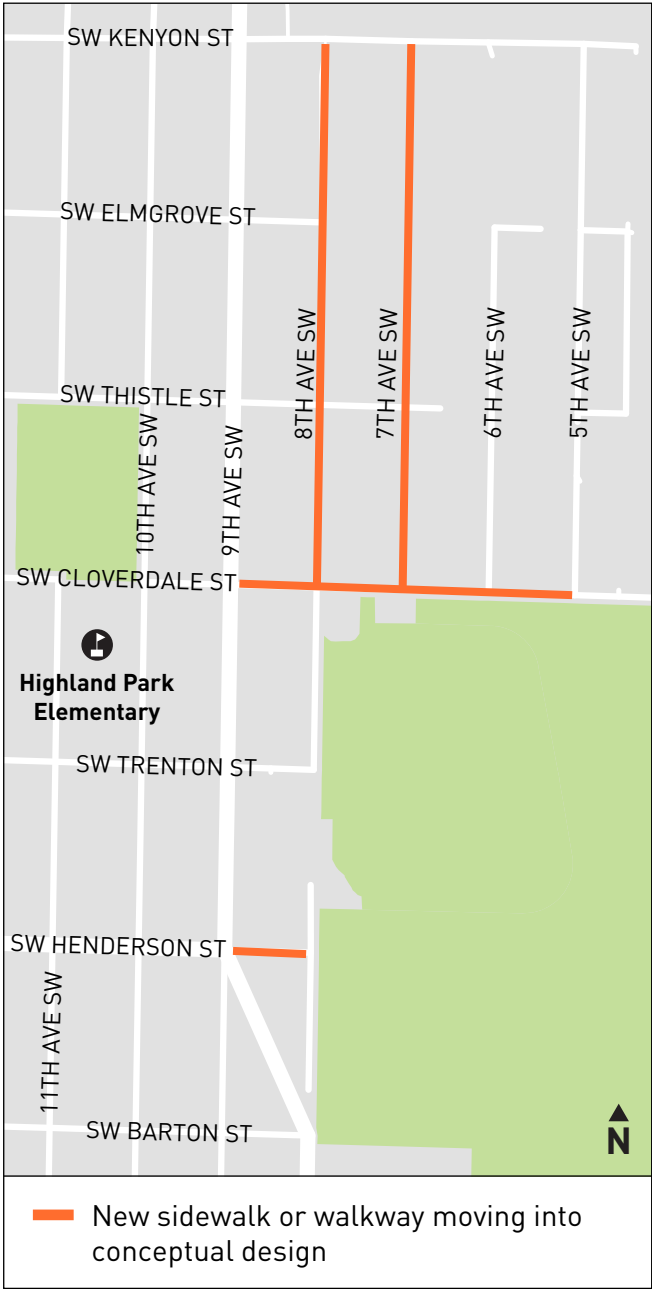 SW KENYON ST
SW ELMGROVE ST
8TH AVE SW
7TH AVE SW
6TH AVE SW
5TH AVE SW
SW THISTLE ST
10TH AVE SW
9TH AVE SW
SW CLOVERDALE ST
Highland Park
Elementary
SW TRENTON ST
SW HENDERSON ST
11TH AVE SW
SW BARTON ST
N
New sidewalk or walkway moving into
conceptual design